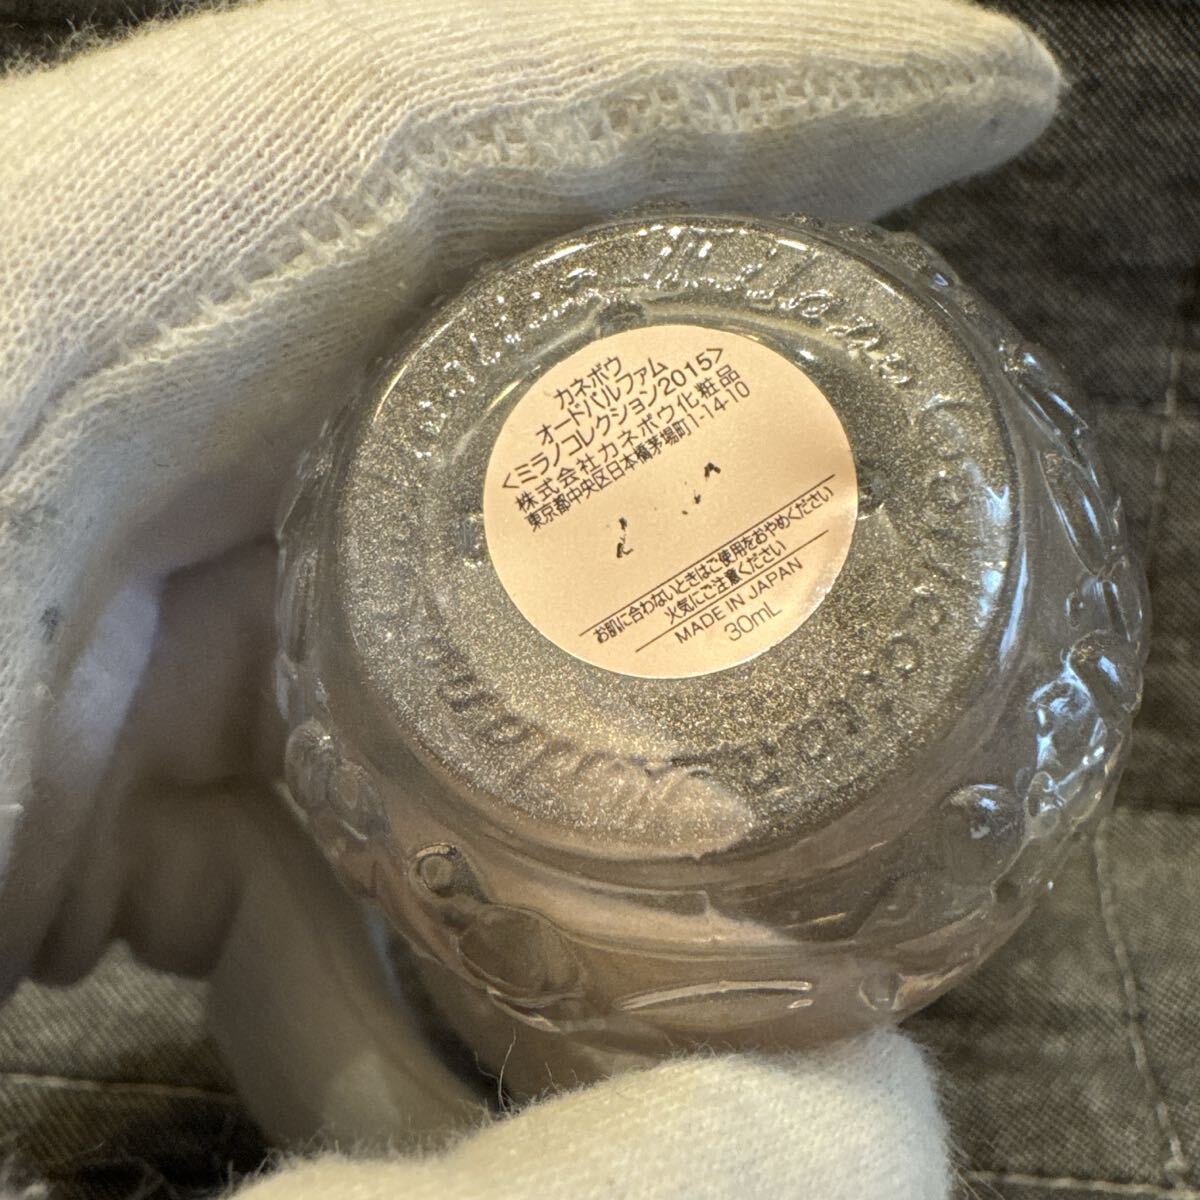 カネボウ
オードパルファム
<ミラノコレクション2015>
株式会社カネボウ化粧品
東京都中央区日本橋茅場町1-14-10
お肌に合わないときはご使用をおやめください
火気にご注意ください
MADE IN JAPAN
30mL